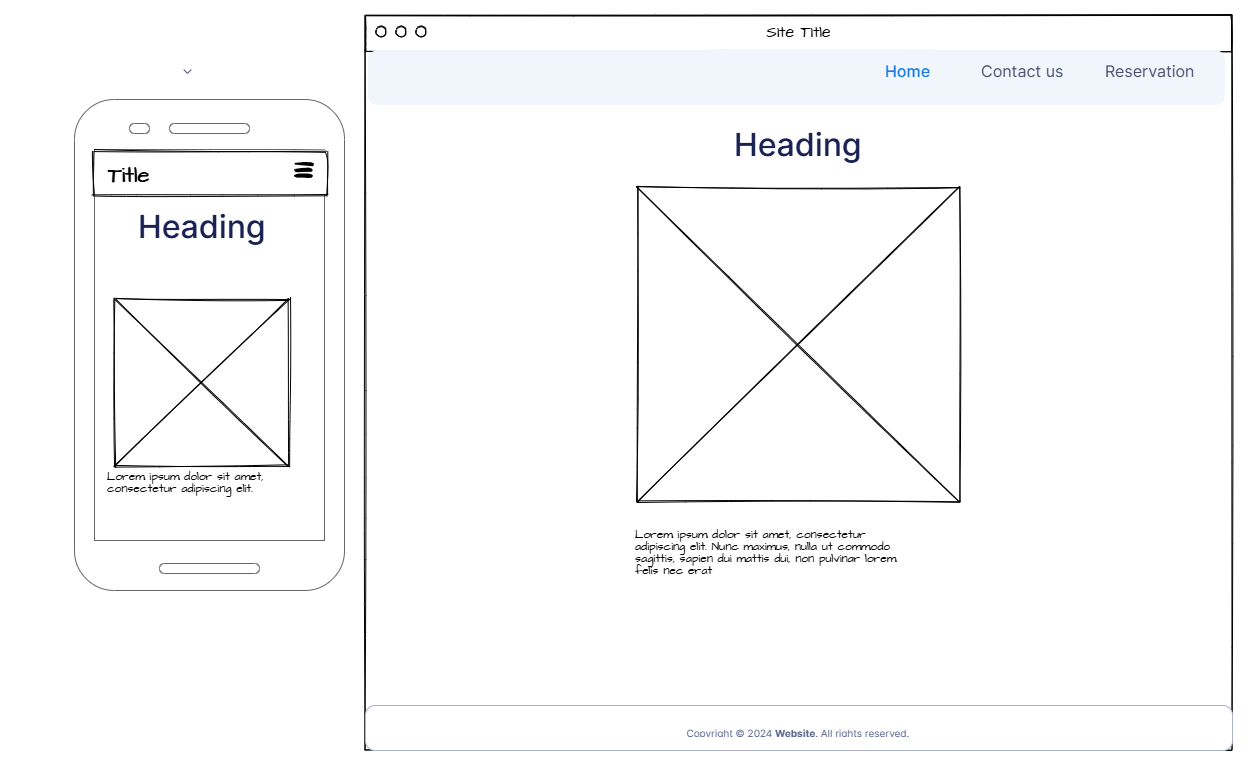 Title
Heading
Lorem ipsum dolor sit amet,
consectetur adipiscing elit.
Site Title
Home Contact us Reservation
Heading
Lorem ipsum dolor sit amet, consectetur
adipiscing elit. Nunc maximus, nulla ut commodo
sagittis, sapien dui mattis dui, non pulvinar lorem
felis nec erat
Copyright © 2024 Website. All rights reserved.